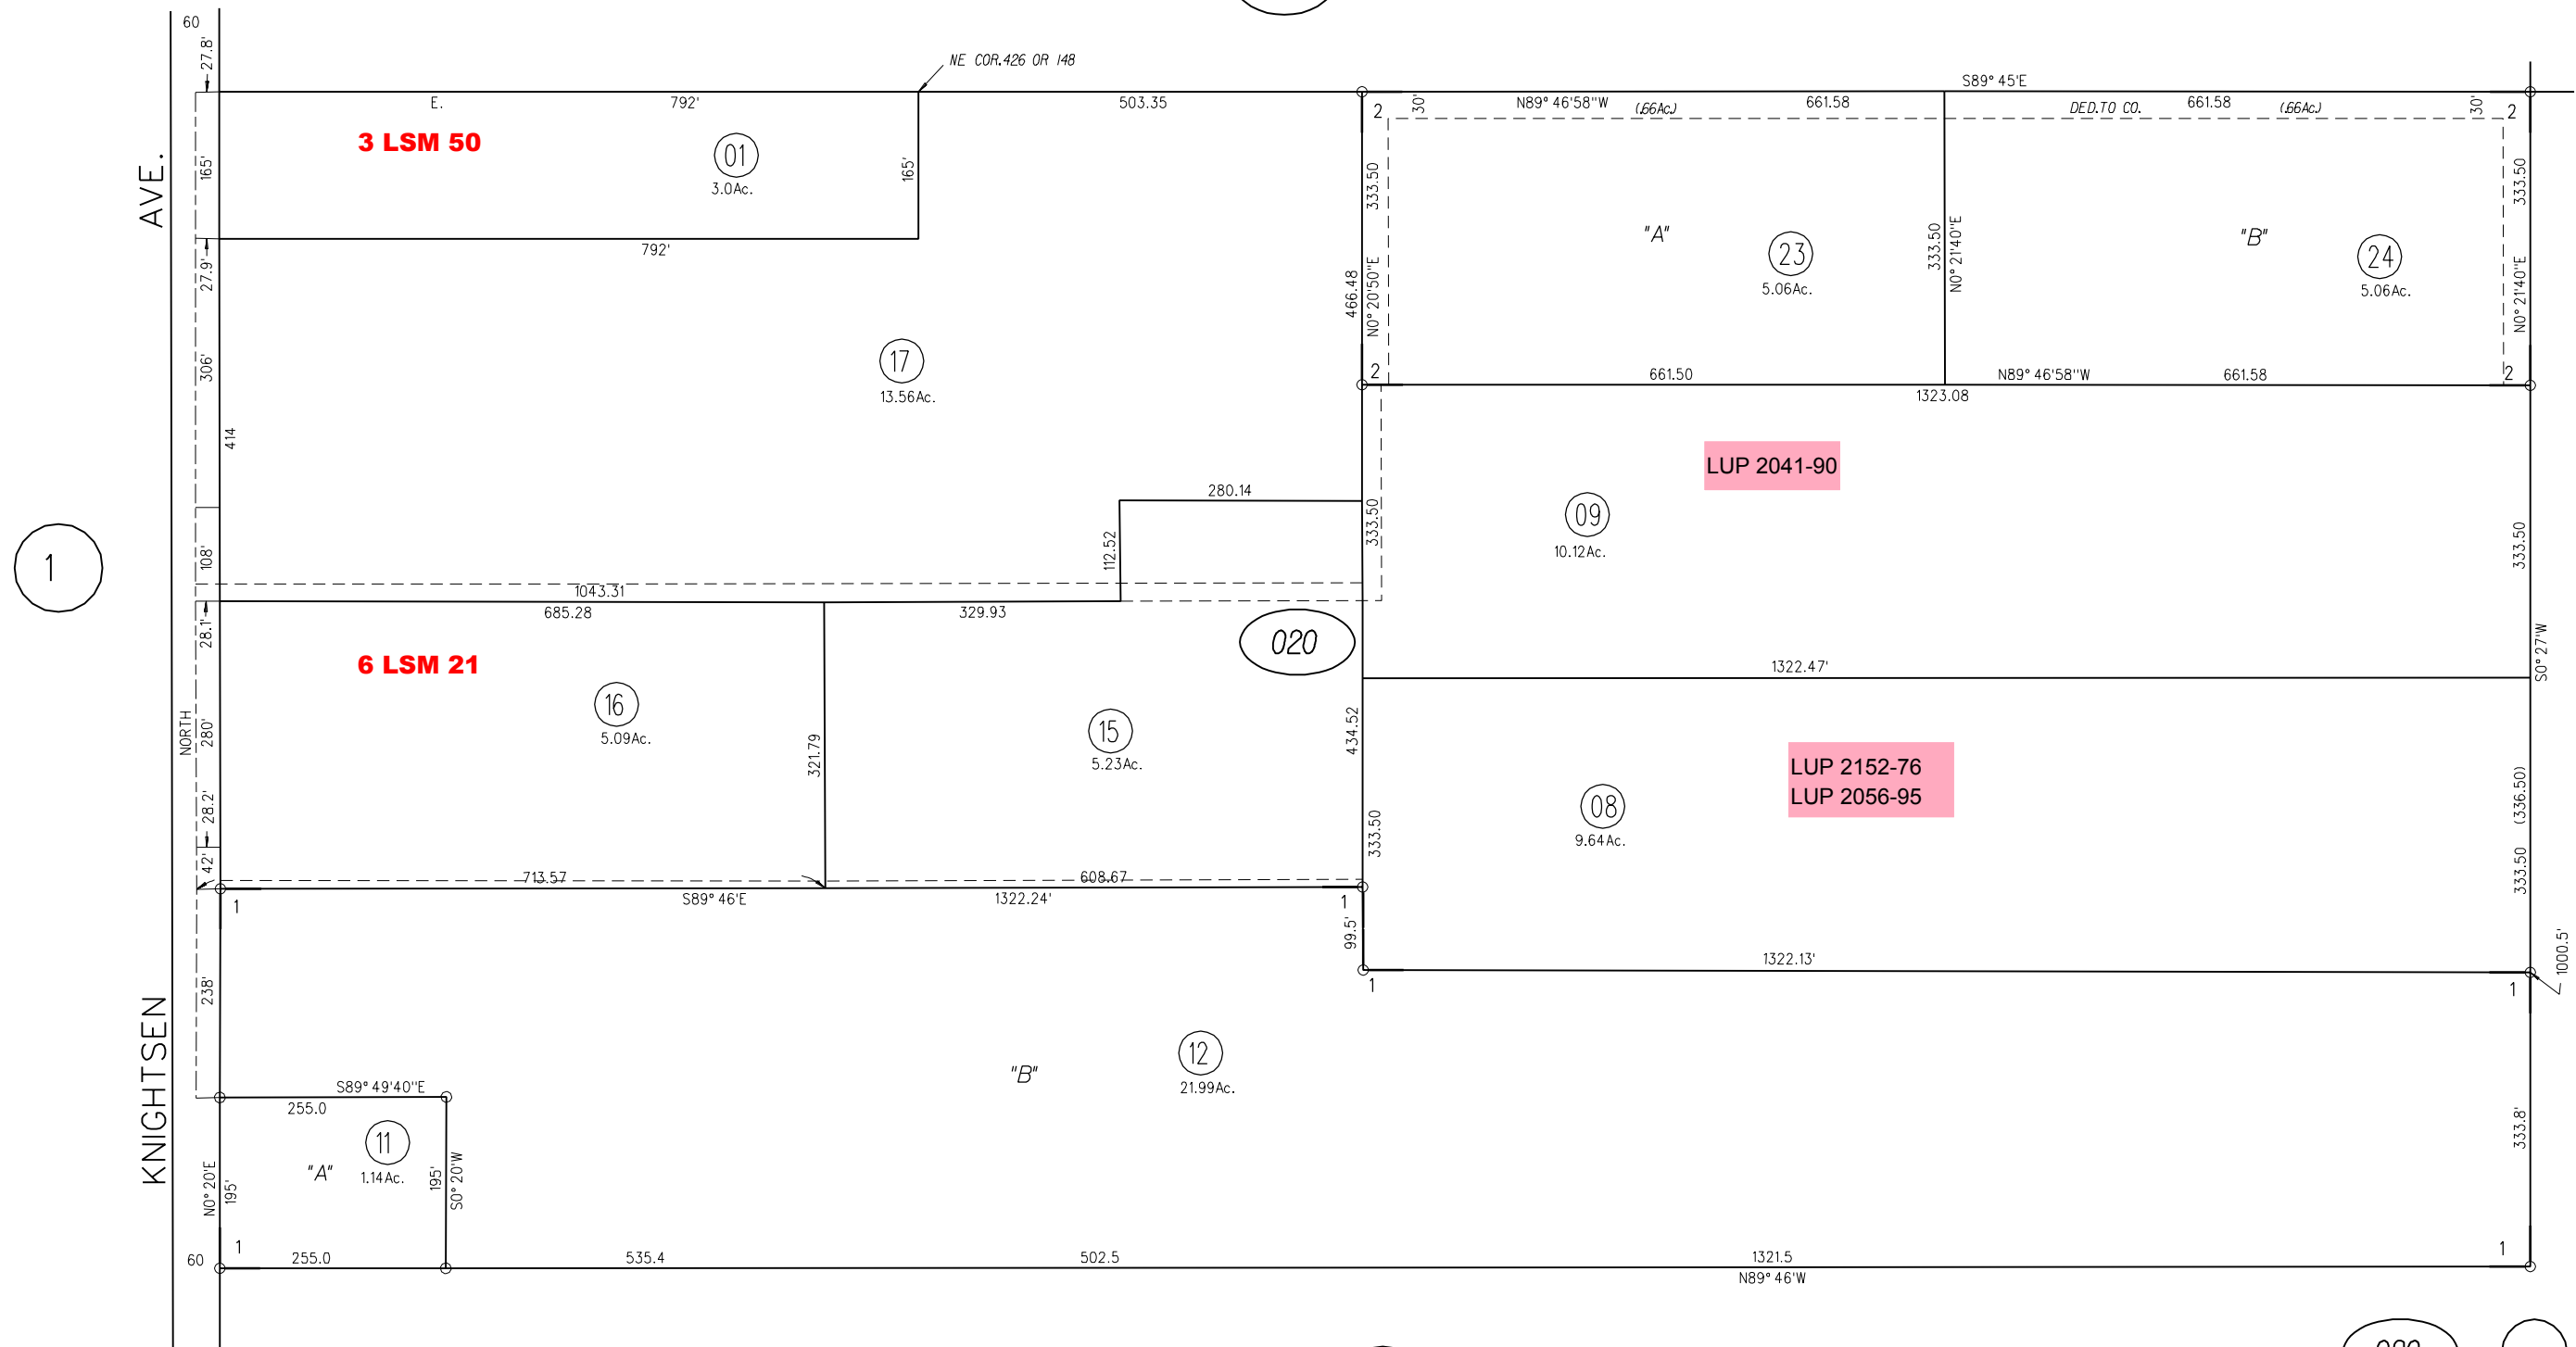 60
27.8'
NE COR.426 OR 148
S89° 45'E
E.
792'
503.35
2
30'
N89° 46'58"W
(.66Ac.)
661.58
DED.TO CO.
661.58
(.66Ac.)
30'
2
3 LSM 50
01
3.0Ac.
165'
165'
AVE.
333.50
333.50
792'
"A"
23
5.06Ac.
333.50
N0° 21'40"E
"B"
24
5.06Ac.
N0° 21'40"E
27.9'
466.48
N0° 20'50"E
306'
17
13.56Ac.
2
661.50
N89° 46'58"W
661.58
2
1323.08
414
LUP 2041-90
280.14
09
10.12Ac.
333.50
333.50
112.52
108'
1
1043.31
685.28
329.93
28.1'
020
6 LSM 21
1322.47'
S0° 27'W
16
5.09Ac.
15
5.23Ac.
NORTH
280'
321.79
434.52
LUP 2152-76
LUP 2056-95
08
9.64Ac.
(336.50)
333.50
28.2'
42'
333.50
713.57
608.67
S89° 46'E
1322.24'
1
1
99.5'
1322.13'
1
1
1000.5'
238'
KNIGHTSEN
"B"
12
21.99Ac.
S89° 49'40"E
255.0
11
"A"
1.14Ac.
N0° 20'E
195'
195'
S0° 20'W
333.8'
60
1
255.0
535.4
502.5
1321.5
1
N89° 46'W